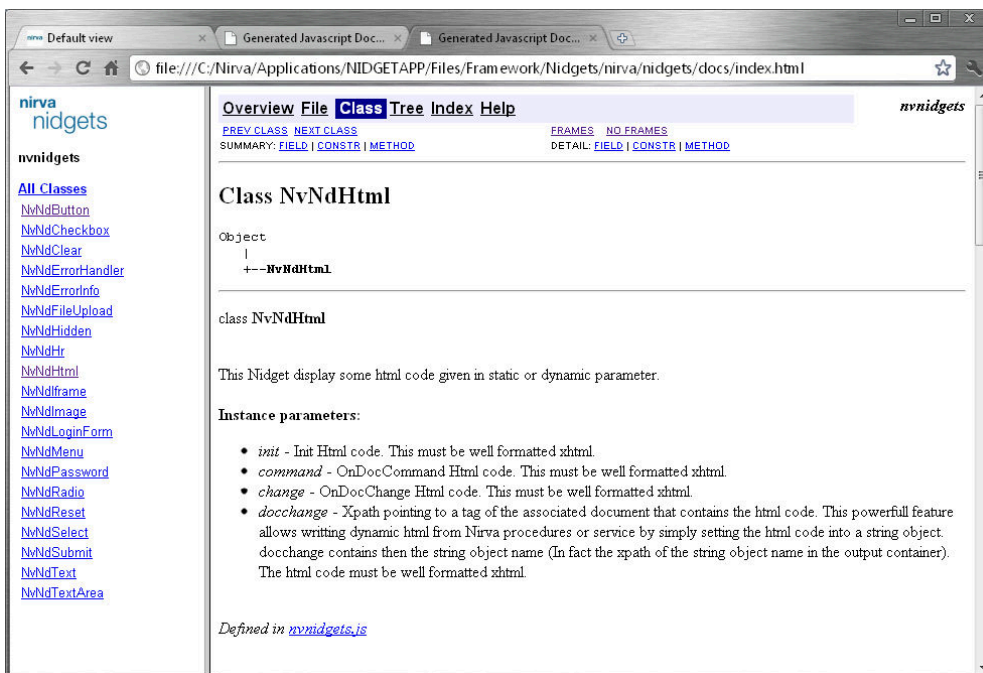 nirva Default view
Generated Javascript Doc...
Generated Javascript Doc...
file:///C:/Nirva/Applications/NIDGETAPP/Files/Framework/Nidgets/nirva/nidgets/docs/index.html
nirva
nidgets
nvnidgets
All Classes
NvNdButton
NvNdCheckbox
NvNdClear
NvNdErrorHandler
NvNdErrorInfo
NvNdFileUpload
NvNdHidden
NvNdHr
NvNdHtml
NvNdIframe
NvNdImage
NvNdLoginForm
NvNdMenu
NvNdPassword
NvNdRadio
NvNdReset
NvNdSelect
NvNdSubmit
NvNdText
NvNdTextArea
Overview File Class Tree Index Help
nvnidgets
PREV CLASS NEXT CLASS
FRAMES NO FRAMES
SUMMARY: FIELD | CONSTR | METHOD
DETAIL: FIELD | CONSTR | METHOD
Class NvNdHtml
Object
|
+--NvNdHtml
class NvNdHtml
This Nidget display some html code given in static or dynamic parameter.
Instance parameters:
• init - Init Html code. This must be well formatted xhtml.
• command - OnDocCommand Html code. This must be well formatted xhtml.
• change - OnDocChange Html code. This must be well formatted xhtml.
• docchange - Xpath pointing to a tag of the associated document that contains the html code. This powerfull feature
allows writting dynamic html from Nirva procedures or service by simply setting the html code into a string object.
docchange contains then the string object name (In fact the xpath of the string object name in the output container).
The html code must be well formatted xhtml.
Defined in nvnidgets.js